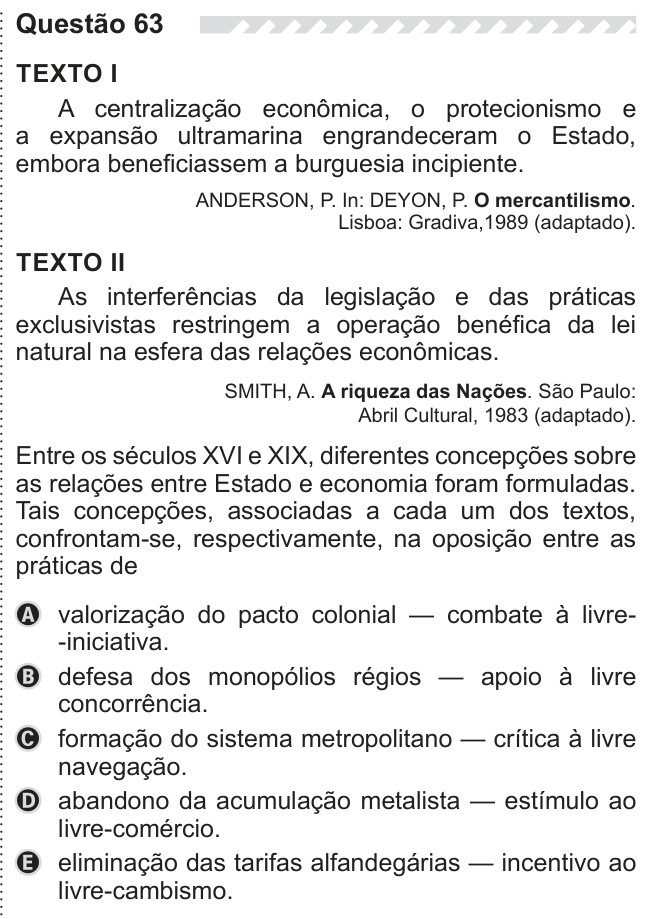 Questão 63
TEXTO I
A centralização econômica, o protecionismo e
a expansão ultramarina engrandeceram o Estado,
embora beneficiassem a burguesia incipiente.
ANDERSON, P. In: DEYON, P. O mercantilismo.
Lisboa: Gradiva,1989 (adaptado).
TEXTO II
As interferências da legislação e das práticas
exclusivistas restringem a operação benéfica da lei
natural na esfera das relações econômicas.
SMITH, A. A riqueza das Nações. São Paulo:
Abril Cultural, 1983 (adaptado).
Entre os séculos XVI e XIX, diferentes concepções sobre
as relações entre Estado e economia foram formuladas.
Tais concepções, associadas a cada um dos textos,
confrontam-se, respectivamente, na oposição entre as
práticas de
A valorização do pacto colonial — combate à livre-
-iniciativa.
B defesa dos monopólios régios — apoio à livre
concorrência.
C formação do sistema metropolitano — crítica à livre
navegação.
D abandono da acumulação metalista — estímulo ao
livre-comércio.
E eliminação das tarifas alfandegárias — incentivo ao
livre-cambismo.